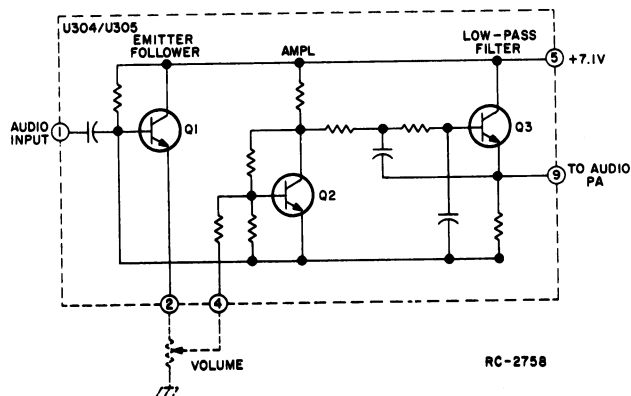 U304/U305
EMITTER
FOLLOWER
AMPL
LOW-PASS
FILTER
5
+7.1V
AUDIO
INPUT
1
Q1
Q2
Q3
9
TO AUDIO
PA
2
4
VOLUME
RC-2758